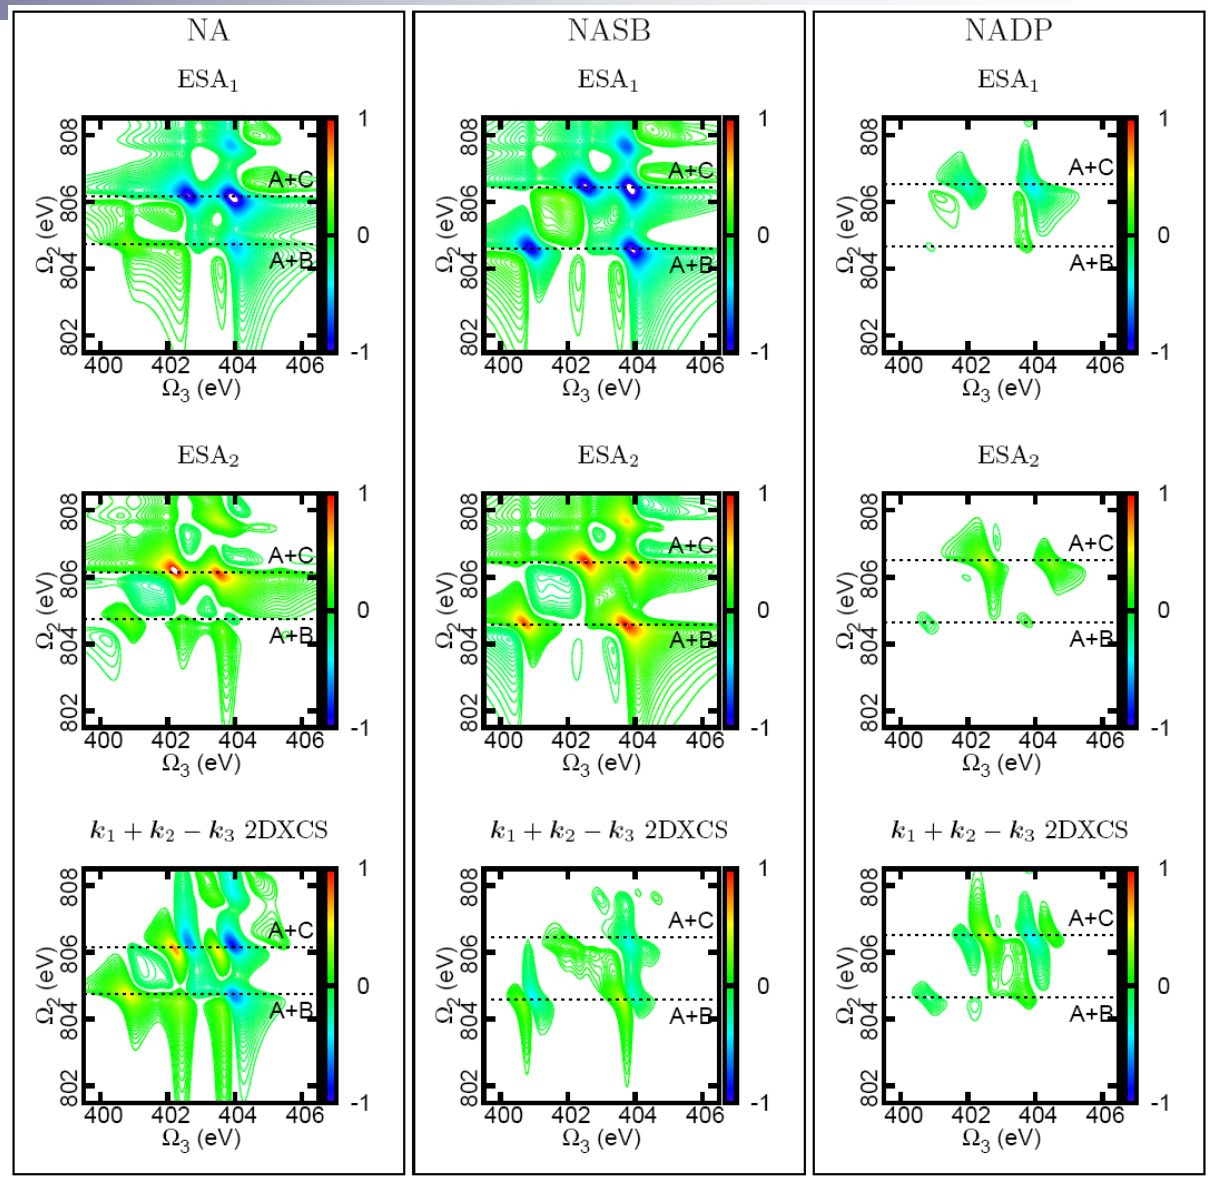 NA
ESA₁
808
806
804
802
Ω₂ (eV)
A+C
A+B
1
0
-1
400 402 404 406
Ω₃ (eV)
ESA₂
808
806
804
802
Ω₂ (eV)
A+C
A+B
1
0
-1
400 402 404 406
Ω₃ (eV)
k₁ + k₂ − k₃ 2DXCS
808
806
804
802
Ω₂ (eV)
A+C
A+B
1
0
-1
400 402 404 406
Ω₃ (eV)
NASB
ESA₁
808
806
804
802
Ω₂ (eV)
A+C
A+B
1
0
-1
400 402 404 406
Ω₃ (eV)
ESA₂
808
806
804
802
Ω₂ (eV)
A+C
A+B
1
0
-1
400 402 404 406
Ω₃ (eV)
k₁ + k₂ − k₃ 2DXCS
808
806
804
802
Ω₂ (eV)
A+C
A+B
1
0
-1
400 402 404 406
Ω₃ (eV)
NADP
ESA₁
808
806
804
802
Ω₂ (eV)
A+C
A+B
1
0
-1
400 402 404 406
Ω₃ (eV)
ESA₂
808
806
804
802
Ω₂ (eV)
A+C
A+B
1
0
-1
400 402 404 406
Ω₃ (eV)
k₁ + k₂ − k₃ 2DXCS
808
806
804
802
Ω₂ (eV)
A+C
A+B
1
0
-1
400 402 404 406
Ω₃ (eV)